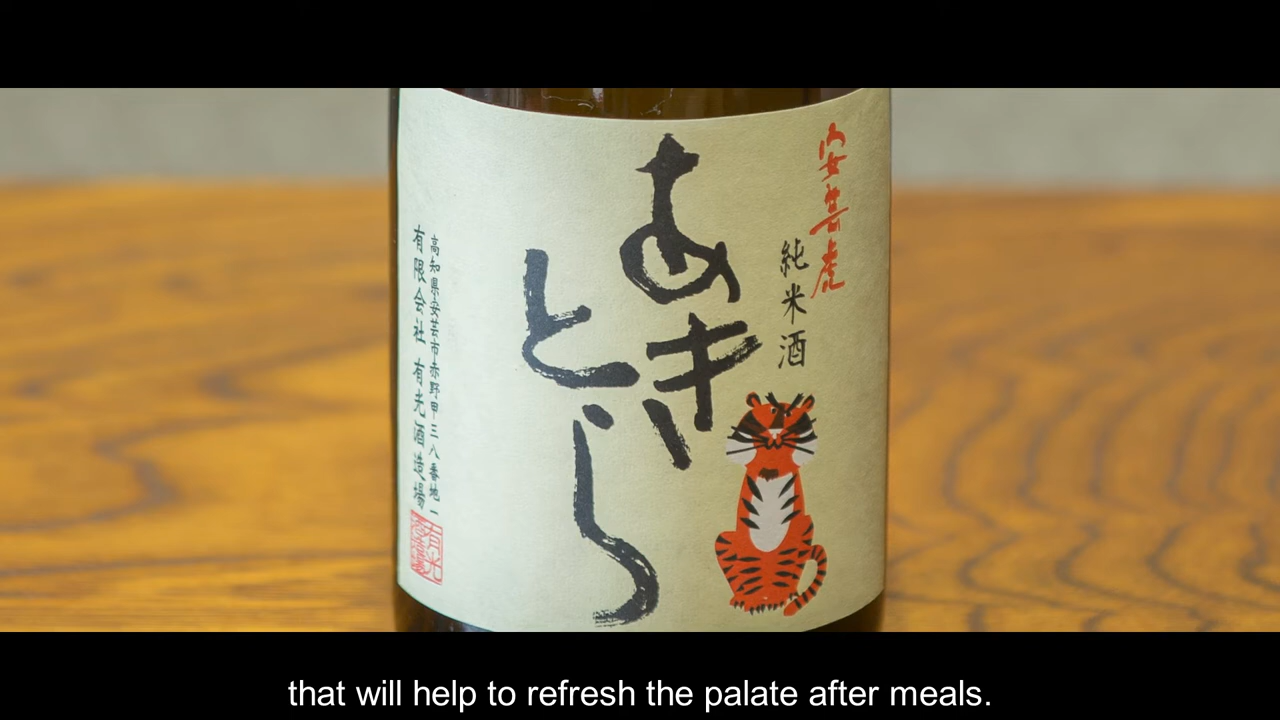 安芸虎
純米酒
あき
とら
高知県安芸市赤野甲三八番地一
有限会社 有光酒造場
有光
that will help to refresh the palate after meals.